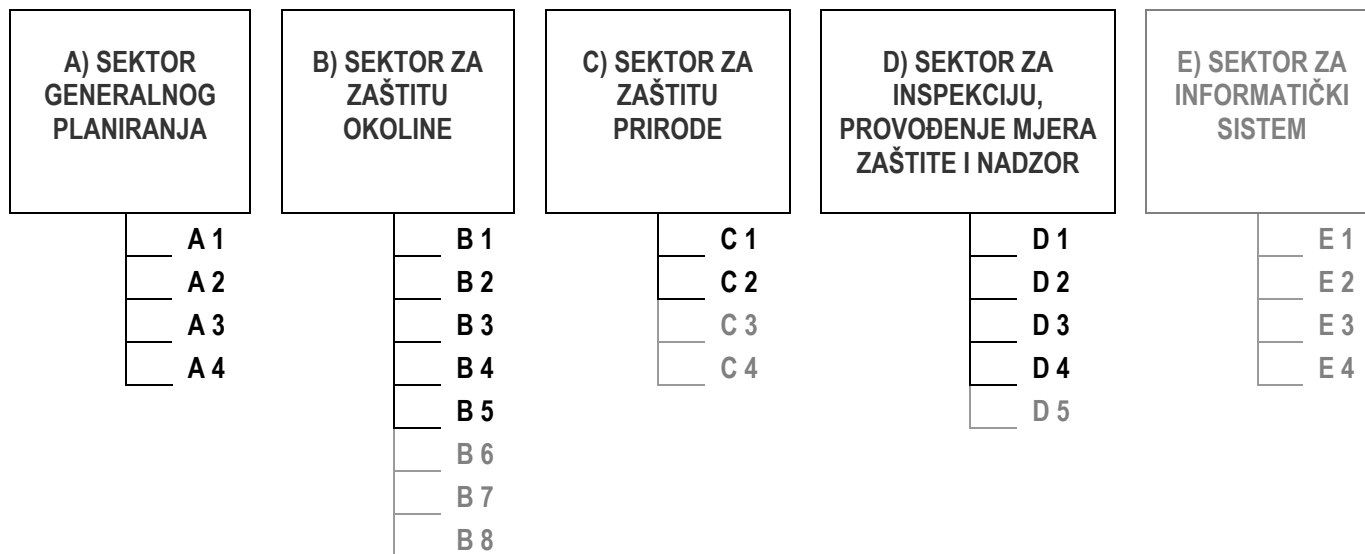 A) SEKTOR
GENERALNOG
PLANIRANJA
B) SEKTOR ZA
ZAŠTITU
OKOLINE
C) SEKTOR ZA
ZAŠTITU
PRIRODE
D) SEKTOR ZA
INSPEKCIJU,
PROVOĐENJE MJERA
ZAŠTITE I NADZOR
E) SEKTOR ZA
INFORMATIČKI
SISTEM
A 1
A 2
A 3
A 4
B 1
B 2
B 3
B 4
B 5
B 6
B 7
B 8
C 1
C 2
C 3
C 4
D 1
D 2
D 3
D 4
D 5
E 1
E 2
E 3
E 4